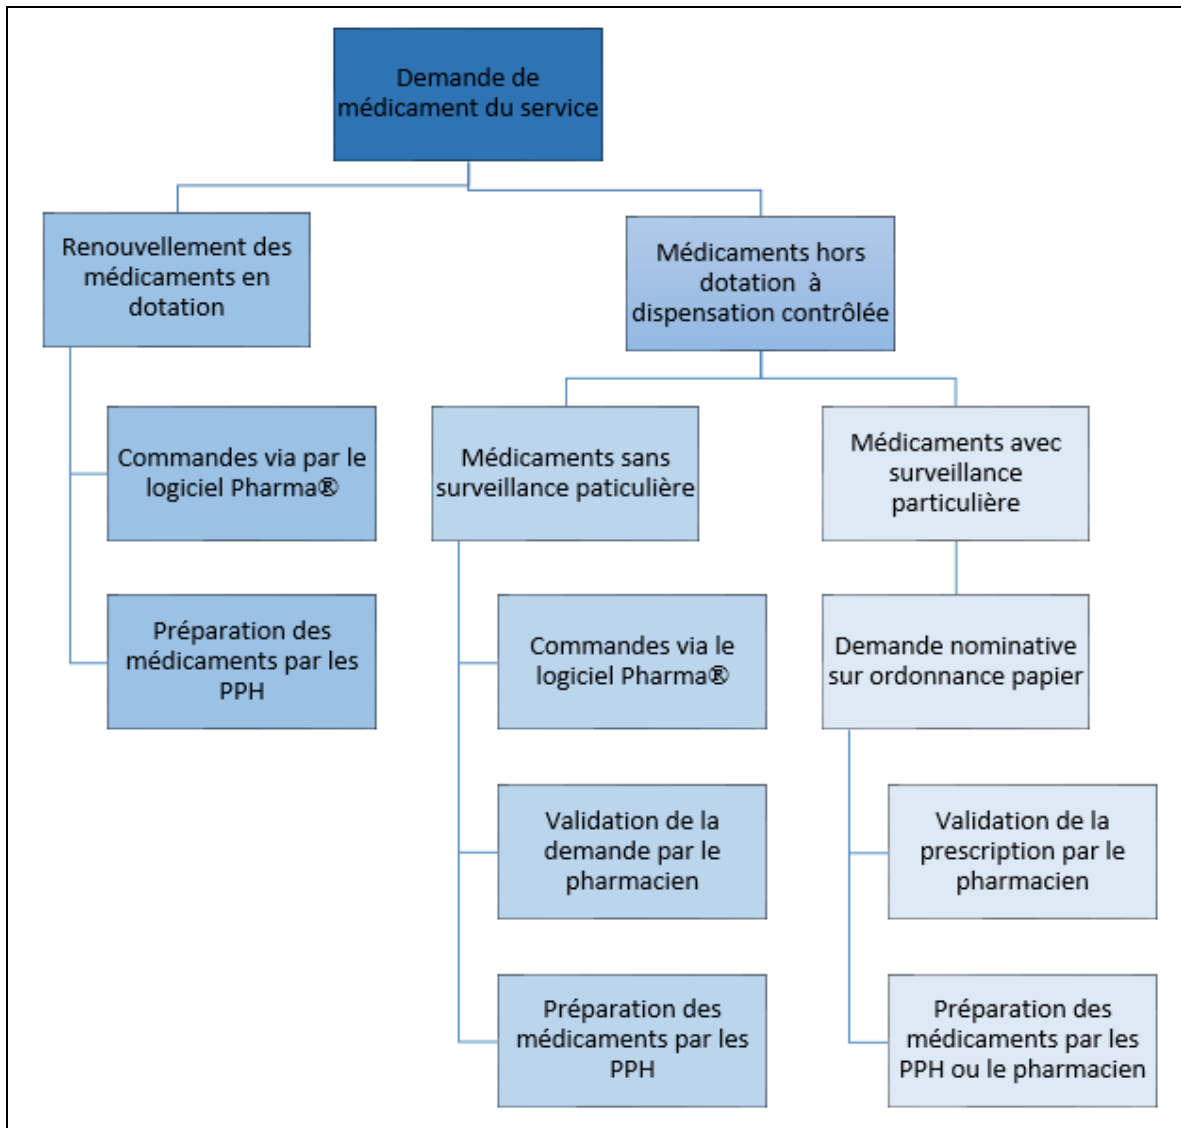 Demande de
médicament du service
Renouvellement des
médicaments en
dotation
Médicaments hors
dotation à
dispensation contrôlée
Commandes via par le
logiciel Pharma®
Médicaments sans
surveillance paticulière
Médicaments avec
surveillance
particulière
Préparation des
médicaments par les
PPH
Commandes via le
logiciel Pharma®
Demande nominative
sur ordonnance papier
Validation de la
demande par le
pharmacien
Validation de la
prescription par le
pharmacien
Préparation des
médicaments par les
PPH
Préparation des
médicaments par les
PPH ou le pharmacien